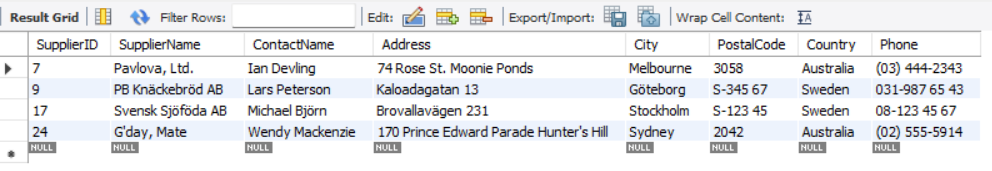 Result Grid Filter Rows: Edit: Export/Import: Wrap Cell Content: IA
SupplierID SupplierName ContactName Address City PostalCode Country Phone
7 Pavlova, Ltd. Ian Devling 74 Rose St. Moonie Ponds Melbourne 3058 Australia (03) 444-2343
9 PB Knäckebröd AB Lars Peterson Kaloadagatan 13 Göteborg S-345 67 Sweden 031-987 65 43
17 Svensk Sjöföda AB Michael Björn Brovallavägen 231 Stockholm S-123 45 Sweden 08-123 45 67
24 G'day, Mate Wendy Mackenzie 170 Prince Edward Parade Hunter's Hill Sydney 2042 Australia (02) 555-5914
NULL NULL NULL NULL NULL NULL NULL NULL